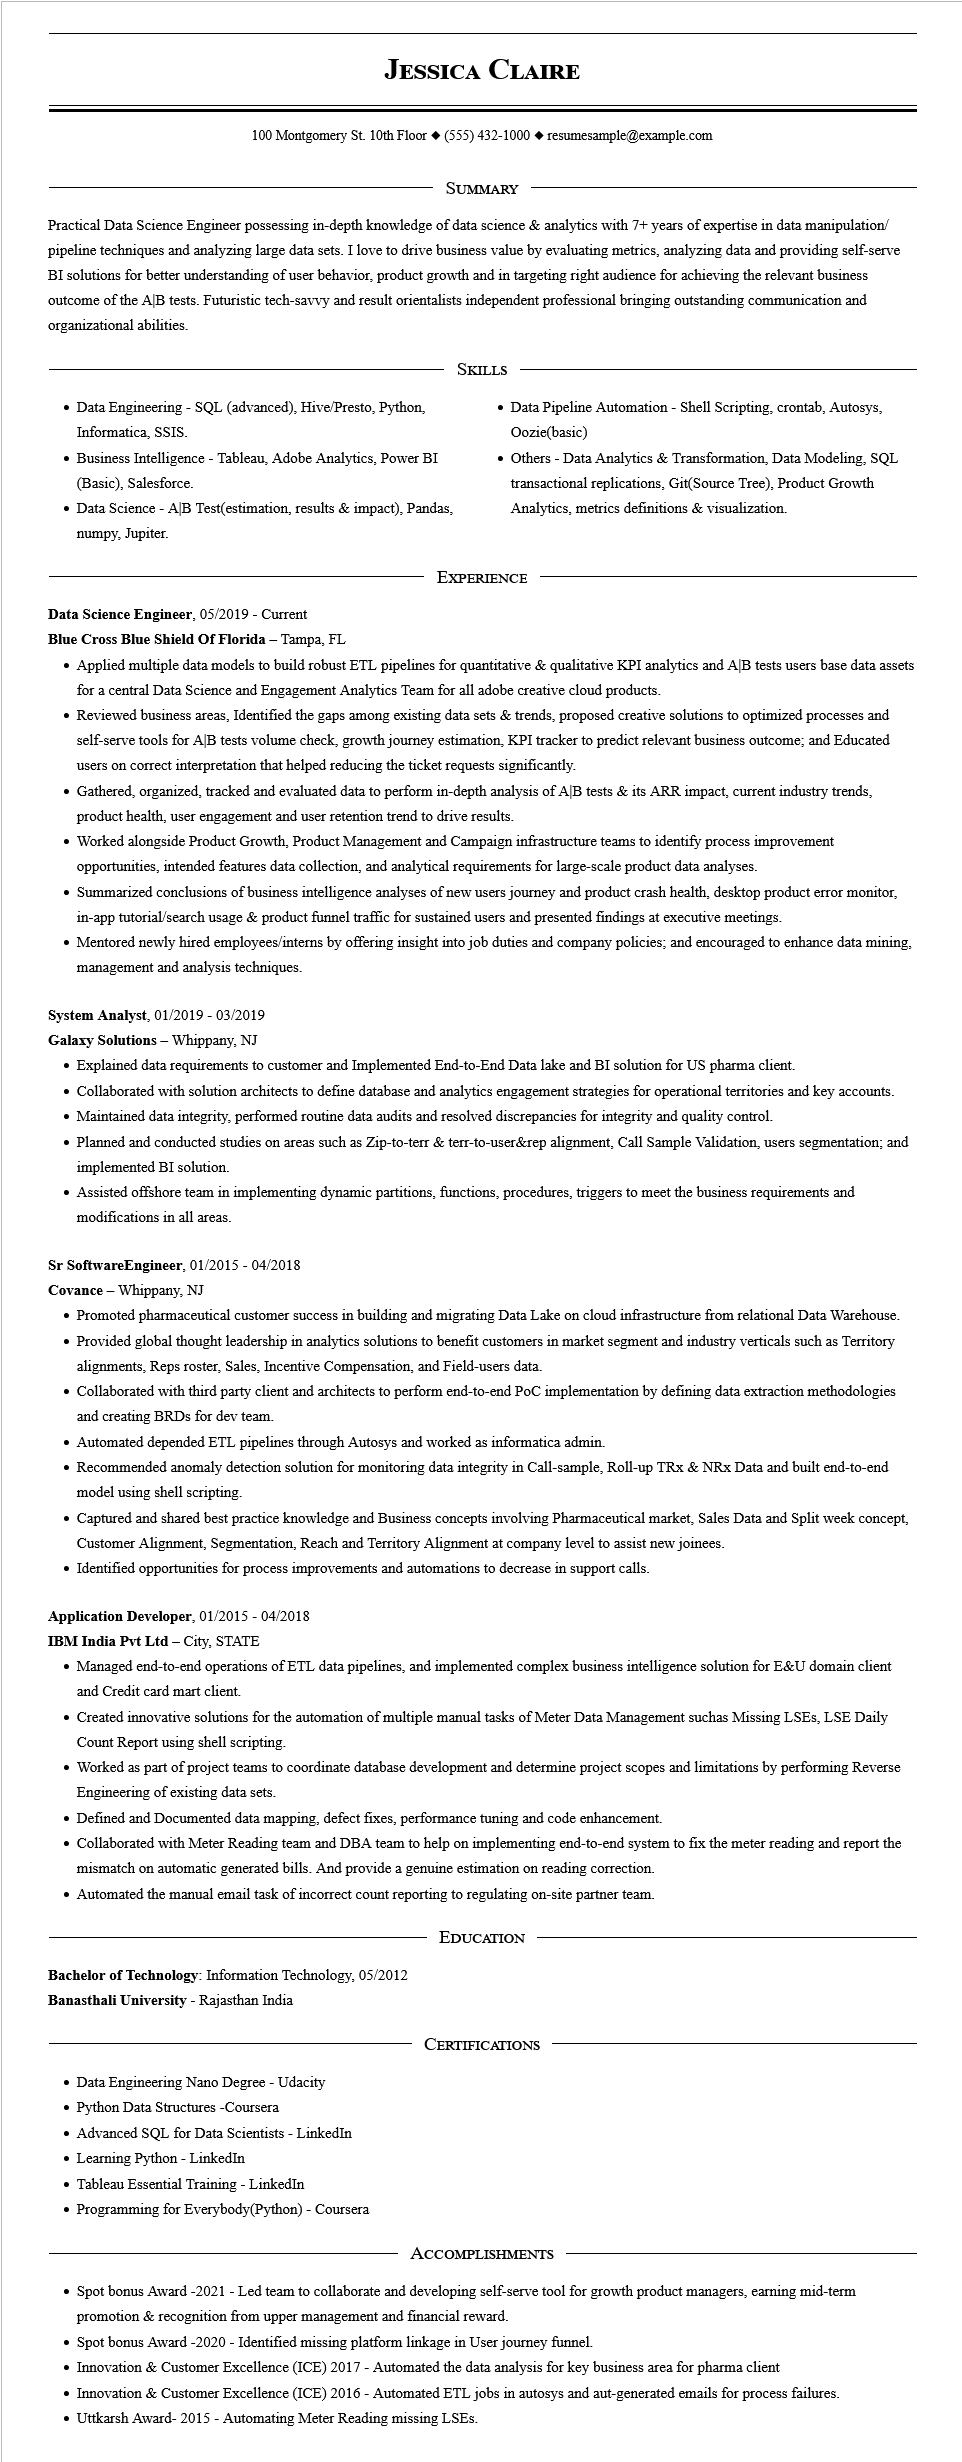 Jessica Claire
100 Montgomery St. 10th Floor ◆ (555) 432-1000 ◆ resumesample@example.com
Summary
Practical Data Science Engineer possessing in-depth knowledge of data science & analytics with 7+ years of expertise in data manipulation/
pipeline techniques and analyzing large data sets. I love to drive business value by evaluating metrics, analyzing data and providing self-serve
BI solutions for better understanding of user behavior, product growth and in targeting right audience for achieving the relevant business
outcome of the A|B tests. Futuristic tech-savvy and result orientalists independent professional bringing outstanding communication and
organizational abilities.
Skills
• Data Engineering - SQL (advanced), Hive/Presto, Python,
Informatica, SSIS.
• Business Intelligence - Tableau, Adobe Analytics, Power BI
(Basic), Salesforce.
• Data Science - A|B Test(estimation, results & impact), Pandas,
numpy, Jupiter.
• Data Pipeline Automation - Shell Scripting, crontab, Autosys,
Oozie(basic)
• Others - Data Analytics & Transformation, Data Modeling, SQL
transactional replications, Git(Source Tree), Product Growth
Analytics, metrics definitions & visualization.
Experience
Data Science Engineer, 05/2019 - Current
Blue Cross Blue Shield Of Florida – Tampa, FL
• Applied multiple data models to build robust ETL pipelines for quantitative & qualitative KPI analytics and A|B tests users base data assets
for a central Data Science and Engagement Analytics Team for all adobe creative cloud products.
• Reviewed business areas, Identified the gaps among existing data sets & trends, proposed creative solutions to optimized processes and
self-serve tools for A|B tests volume check, growth journey estimation, KPI tracker to predict relevant business outcome; and Educated
users on correct interpretation that helped reducing the ticket requests significantly.
• Gathered, organized, tracked and evaluated data to perform in-depth analysis of A|B tests & its ARR impact, current industry trends,
product health, user engagement and user retention trend to drive results.
• Worked alongside Product Growth, Product Management and Campaign infrastructure teams to identify process improvement
opportunities, intended features data collection, and analytical requirements for large-scale product data analyses.
• Summarized conclusions of business intelligence analyses of new users journey and product crash health, desktop product error monitor,
in-app tutorial/search usage & product funnel traffic for sustained users and presented findings at executive meetings.
• Mentored newly hired employees/interns by offering insight into job duties and company policies; and encouraged to enhance data mining,
management and analysis techniques.
System Analyst, 01/2019 - 03/2019
Galaxy Solutions – Whippany, NJ
• Explained data requirements to customer and Implemented End-to-End Data lake and BI solution for US pharma client.
• Collaborated with solution architects to define database and analytics engagement strategies for operational territories and key accounts.
• Maintained data integrity, performed routine data audits and resolved discrepancies for integrity and quality control.
• Planned and conducted studies on areas such as Zip-to-terr & terr-to-user&rep alignment, Call Sample Validation, users segmentation; and
implemented BI solution.
• Assisted offshore team in implementing dynamic partitions, functions, procedures, triggers to meet the business requirements and
modifications in all areas.
Sr SoftwareEngineer, 01/2015 - 04/2018
Covance – Whippany, NJ
• Promoted pharmaceutical customer success in building and migrating Data Lake on cloud infrastructure from relational Data Warehouse.
• Provided global thought leadership in analytics solutions to benefit customers in market segment and industry verticals such as Territory
alignments, Reps roster, Sales, Incentive Compensation, and Field-users data.
• Collaborated with third party client and architects to perform end-to-end PoC implementation by defining data extraction methodologies
and creating BRDs for dev team.
• Automated depended ETL pipelines through Autosys and worked as informatica admin.
• Recommended anomaly detection solution for monitoring data integrity in Call-sample, Roll-up TRx & NRx Data and built end-to-end
model using shell scripting.
• Captured and shared best practice knowledge and Business concepts involving Pharmaceutical market, Sales Data and Split week concept,
Customer Alignment, Segmentation, Reach and Territory Alignment at company level to assist new joinees.
• Identified opportunities for process improvements and automations to decrease in support calls.
Application Developer, 01/2015 - 04/2018
IBM India Pvt Ltd – City, STATE
• Managed end-to-end operations of ETL data pipelines, and implemented complex business intelligence solution for E&U domain client
and Credit card mart client.
• Created innovative solutions for the automation of multiple manual tasks of Meter Data Management suchas Missing LSEs, LSE Daily
Count Report using shell scripting.
• Worked as part of project teams to coordinate database development and determine project scopes and limitations by performing Reverse
Engineering of existing data sets.
• Defined and Documented data mapping, defect fixes, performance tuning and code enhancement.
• Collaborated with Meter Reading team and DBA team to help on implementing end-to-end system to fix the meter reading and report the
mismatch on automatic generated bills. And provide a genuine estimation on reading correction.
• Automated the manual email task of incorrect count reporting to regulating on-site partner team.
Education
Bachelor of Technology: Information Technology, 05/2012
Banasthali University - Rajasthan India
Certifications
• Data Engineering Nano Degree - Udacity
• Python Data Structures -Coursera
• Advanced SQL for Data Scientists - LinkedIn
• Learning Python - LinkedIn
• Tableau Essential Training - LinkedIn
• Programming for Everybody(Python) - Coursera
Accomplishments
• Spot bonus Award -2021 - Led team to collaborate and developing self-serve tool for growth product managers, earning mid-term
promotion & recognition from upper management and financial reward.
• Spot bonus Award -2020 - Identified missing platform linkage in User journey funnel.
• Innovation & Customer Excellence (ICE) 2017 - Automated the data analysis for key business area for pharma client
• Innovation & Customer Excellence (ICE) 2016 - Automated ETL jobs in autosys and aut-generated emails for process failures.
• Uttkarsh Award- 2015 - Automating Meter Reading missing LSEs.